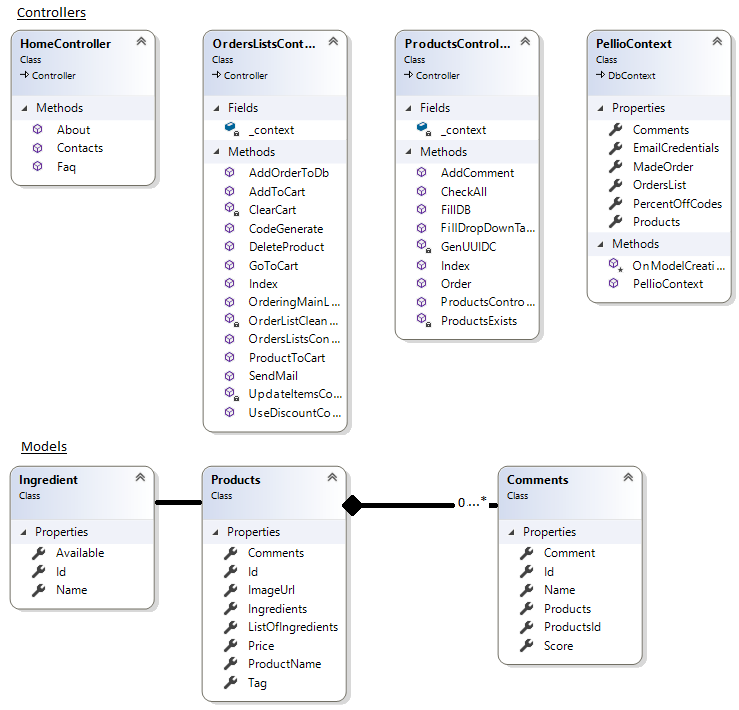 Controllers
HomeController
Class
Controller
Methods
About
Contacts
Faq
OrdersListsCont...
Class
Controller
Fields
_context
Methods
AddOrderToDb
AddToCart
ClearCart
CodeGenerate
DeleteProduct
GoToCart
Index
OrderingMainL...
OrderListClean...
OrdersListsCon...
ProductToCart
SendMail
UpdateItemsCo...
UseDiscountCo...
ProductsControl...
Class
Controller
Fields
_context
Methods
AddComment
CheckAll
FillDB
FillDropDownTa...
GenUUIDC
Index
Order
ProductsContro...
ProductsExists
PellioContext
Class
DbContext
Properties
Comments
EmailCredentials
MadeOrder
OrdersList
PercentOffCodes
Products
Methods
OnModelCreati...
PellioContext
Models
Ingredient
Class
Properties
Available
Id
Name
Products
Class
Properties
Comments
Id
ImageUrl
Ingredients
ListOfIngredients
Price
ProductName
Tag
0...*
Comments
Class
Properties
Comment
Id
Name
Products
ProductsId
Score